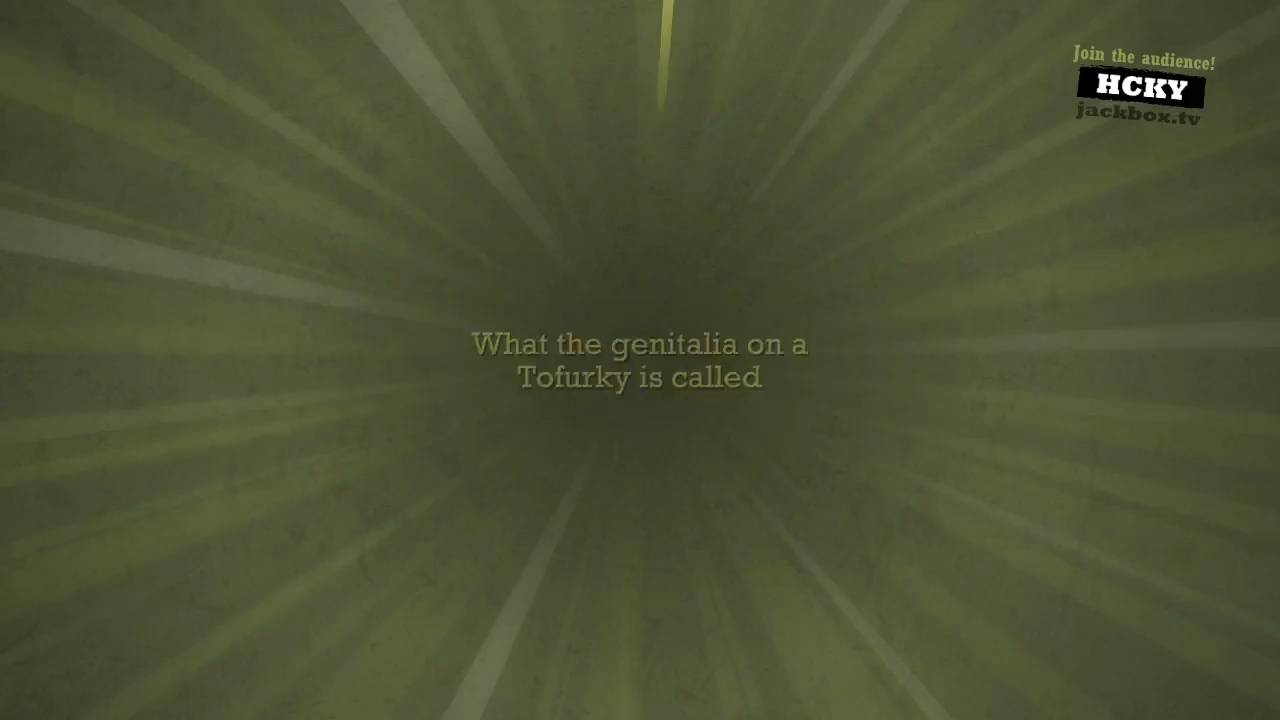 Join the audience!
HCKY
jackbox.tv
What the genitalia on a
Tofurky is called